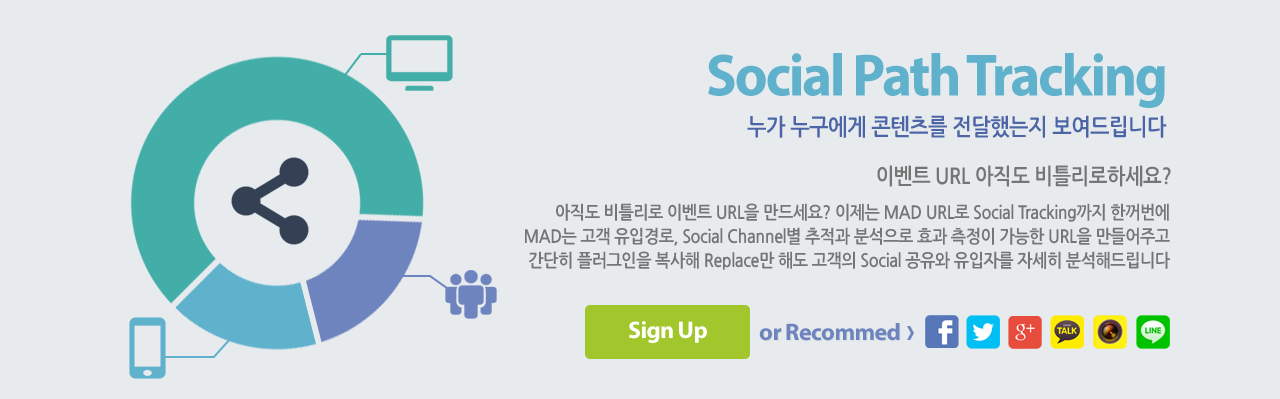 Social Path Tracking
누가 누구에게 콘텐츠를 전달했는지 보여드립니다
이벤트 URL 아직도 비틀리로하세요?
아직도 비틀리로 이벤트 URL을 만드세요? 이제는 MAD URL로 Social Tracking까지 한꺼번에
MAD는 고객 유입경로, Social Channel별 추적과 분석으로 효과 측정이 가능한 URL을 만들어주고
간단히 플러그인을 복사해 Replace만 해도 고객의 Social 공유와 유입자를 자세히 분석해드립니다
Sign Up or Recommed 》 f g+ TALK LINE